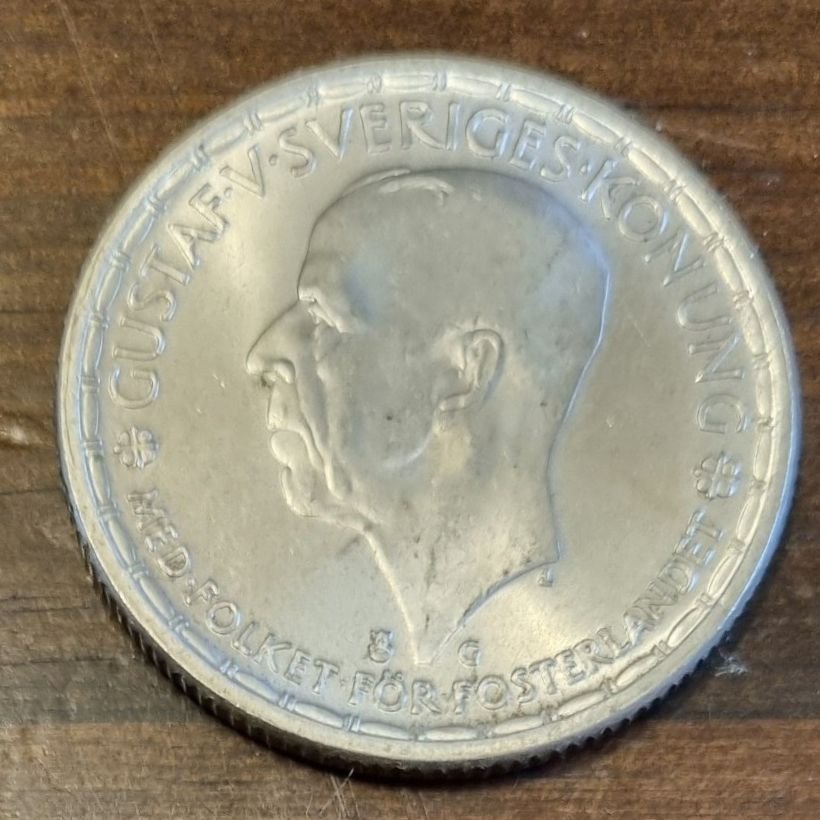 GUSTAF·V·SVERIGES·KONUNG
MED·FOLKET·FÖR·FOSTERLANDET
G